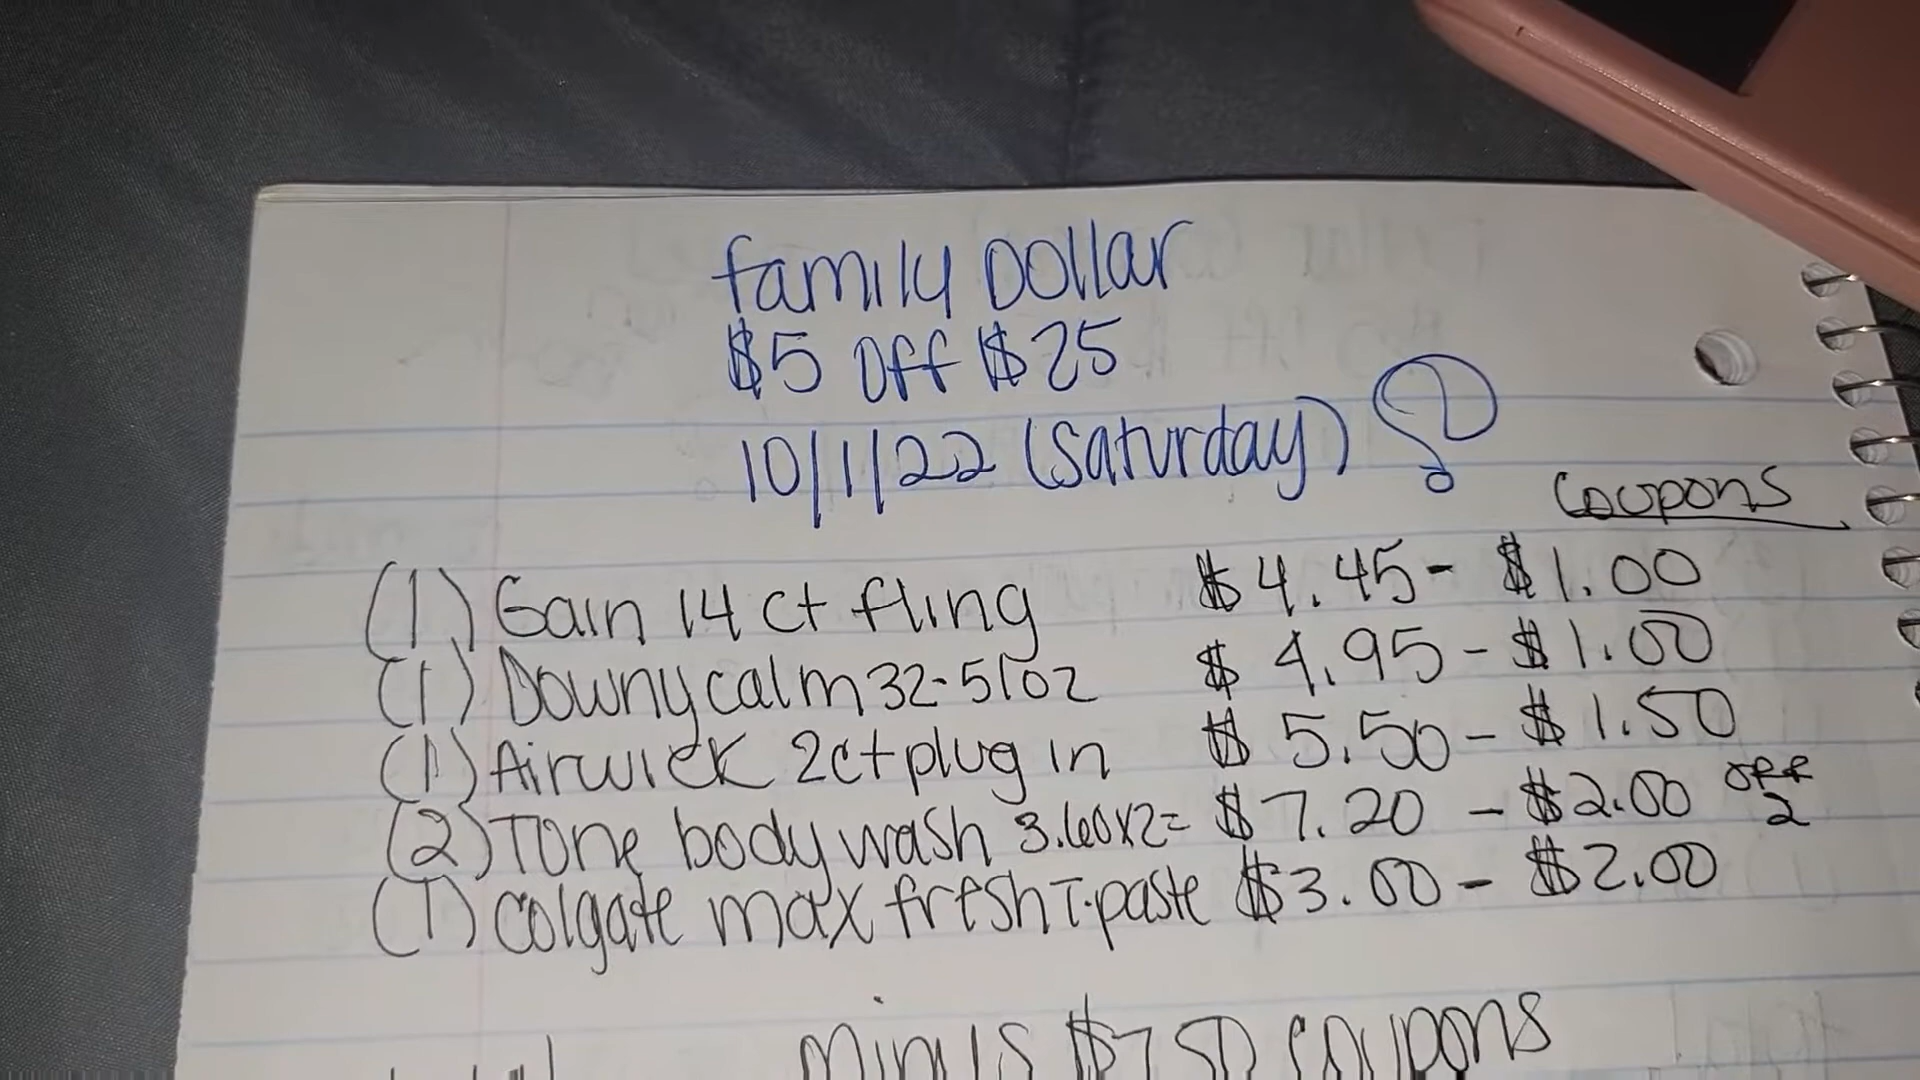 family Dollar
$5 off $25
10/1/22 (Saturday)
Coupons
(1) Gain 14 ct fling $4.45 - $1.00
(1) Downy calm 32-51oz $4.95 - $1.00
(1) Airwick 2ct plug in $5.50 - $1.50
(2) Tone body wash 3.60x2= $7.20 - $2.00 off 2
(1) Colgate max fresh T.paste $3.00 - $2.00
minus $7.50 coupons